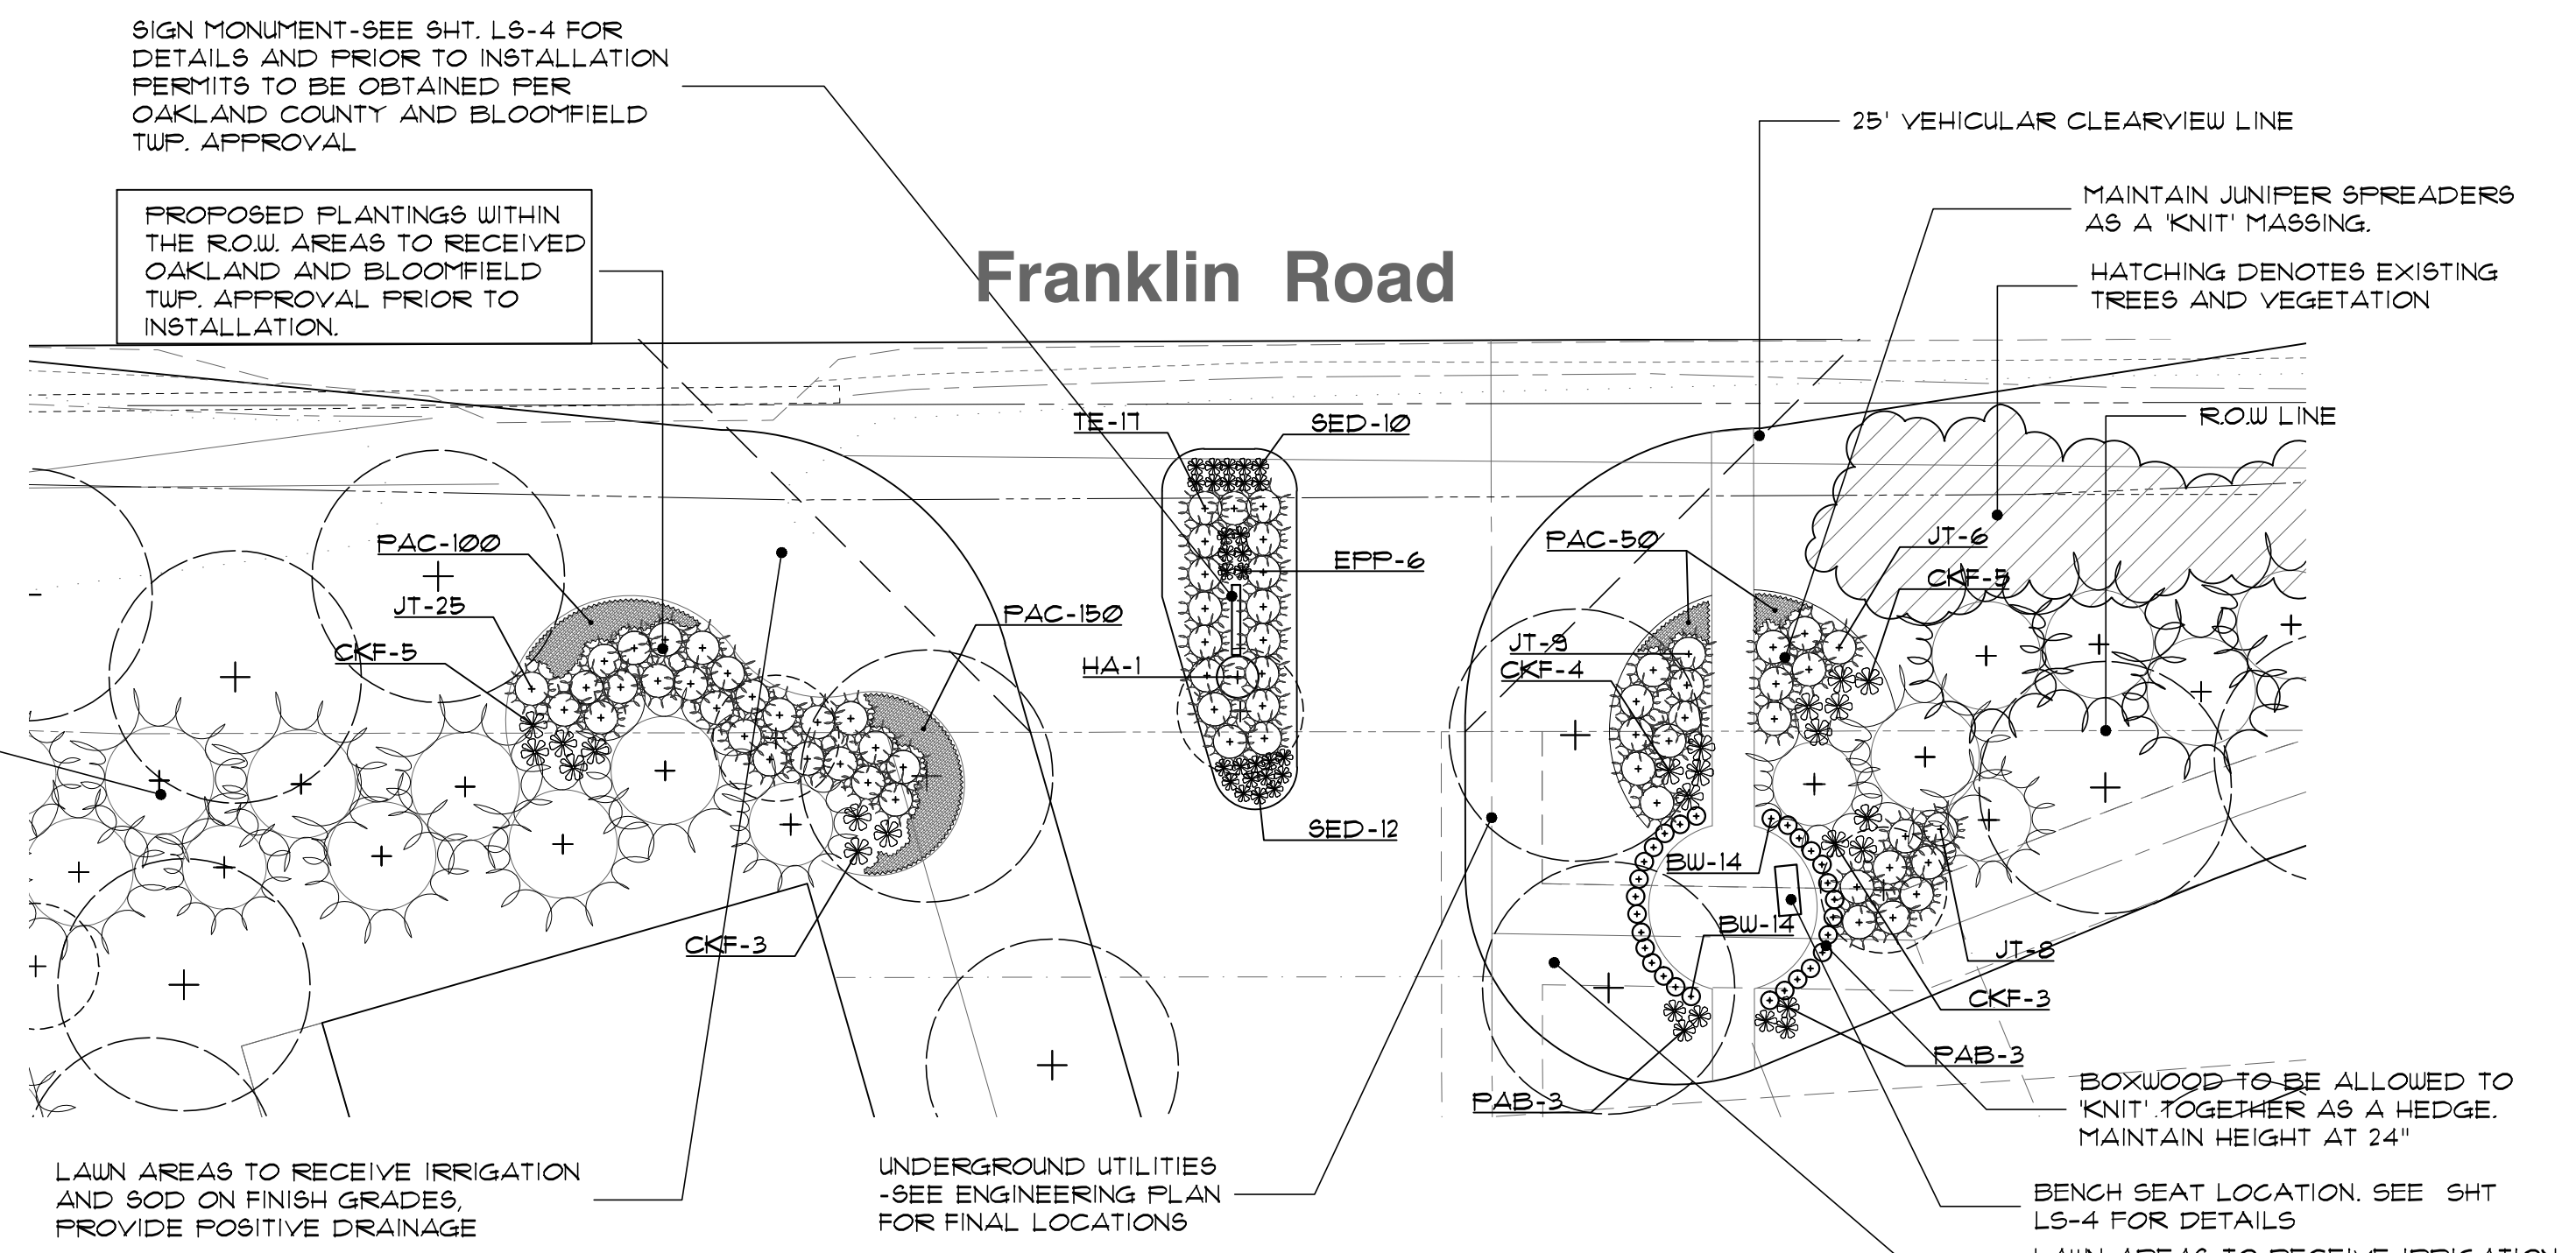 SIGN MONUMENT-SEE SHT. LS-4 FOR
DETAILS AND PRIOR TO INSTALLATION
PERMITS TO BE OBTAINED PER
OAKLAND COUNTY AND BLOOMFIELD
TWP. APPROVAL
25' VEHICULAR CLEARVIEW LINE
PROPOSED PLANTINGS WITHIN
THE R.O.W. AREAS TO RECEIVED
OAKLAND AND BLOOMFIELD
TWP. APPROVAL PRIOR TO
INSTALLATION.
MAINTAIN JUNIPER SPREADERS
AS A 'KNIT' MASSING.
Franklin Road
HATCHING DENOTES EXISTING
TREES AND VEGETATION
TE-17
SED-10
R.O.W LINE
PAC-100
PAC-50
JT-6
EPP-6
CKF-5
JT-25
PAC-150
CKF-5
JT-9
HA-1
CKF-4
SED-12
BW-14
BW-14
CKF-3
JT-8
CKF-3
PAB-3
PAB-3
BOXWOOD TO BE ALLOWED TO
'KNIT' TOGETHER AS A HEDGE.
MAINTAIN HEIGHT AT 24"
LAWN AREAS TO RECEIVE IRRIGATION
AND SOD ON FINISH GRADES,
PROVIDE POSITIVE DRAINAGE
UNDERGROUND UTILITIES
-SEE ENGINEERING PLAN
FOR FINAL LOCATIONS
BENCH SEAT LOCATION. SEE SHT
LS-4 FOR DETAILS
LAWN AREAS TO RECEIVE IRRIGATION